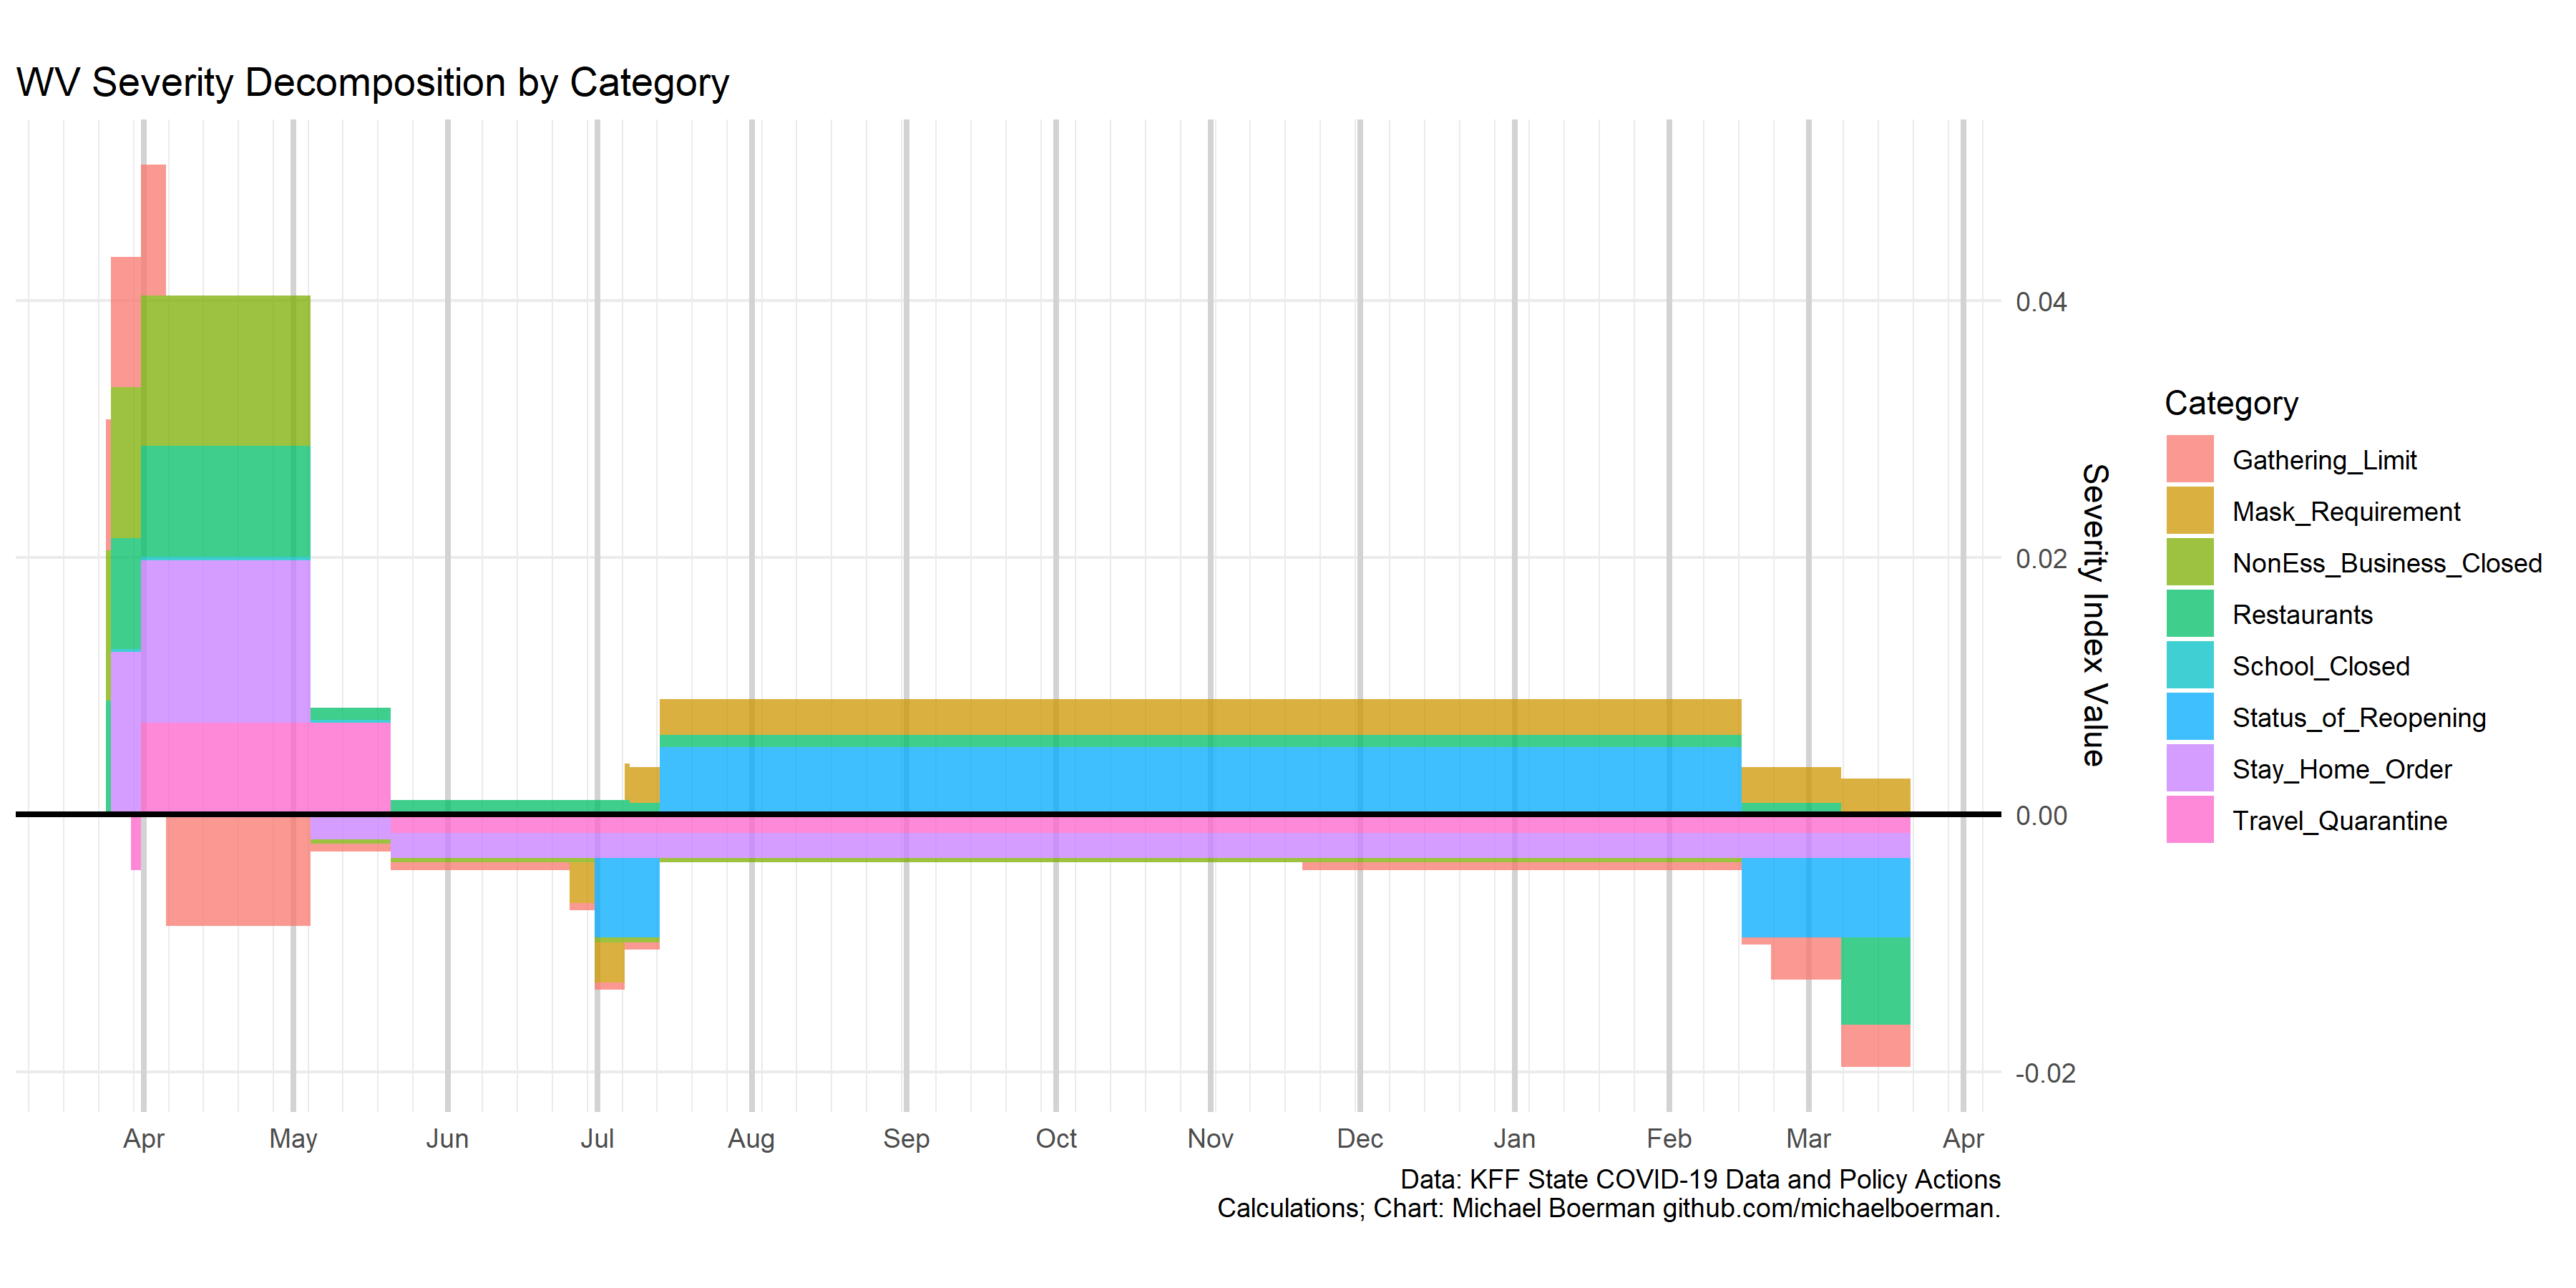 WV Severity Decomposition by Category
0.04
0.02
0.00
-0.02
Severity Index Value
Apr May Jun Jul Aug Sep Oct Nov Dec Jan Feb Mar Apr
Data: KFF State COVID-19 Data and Policy Actions
Calculations; Chart: Michael Boerman github.com/michaelboerman.
Category
Gathering_Limit
Mask_Requirement
NonEss_Business_Closed
Restaurants
School_Closed
Status_of_Reopening
Stay_Home_Order
Travel_Quarantine